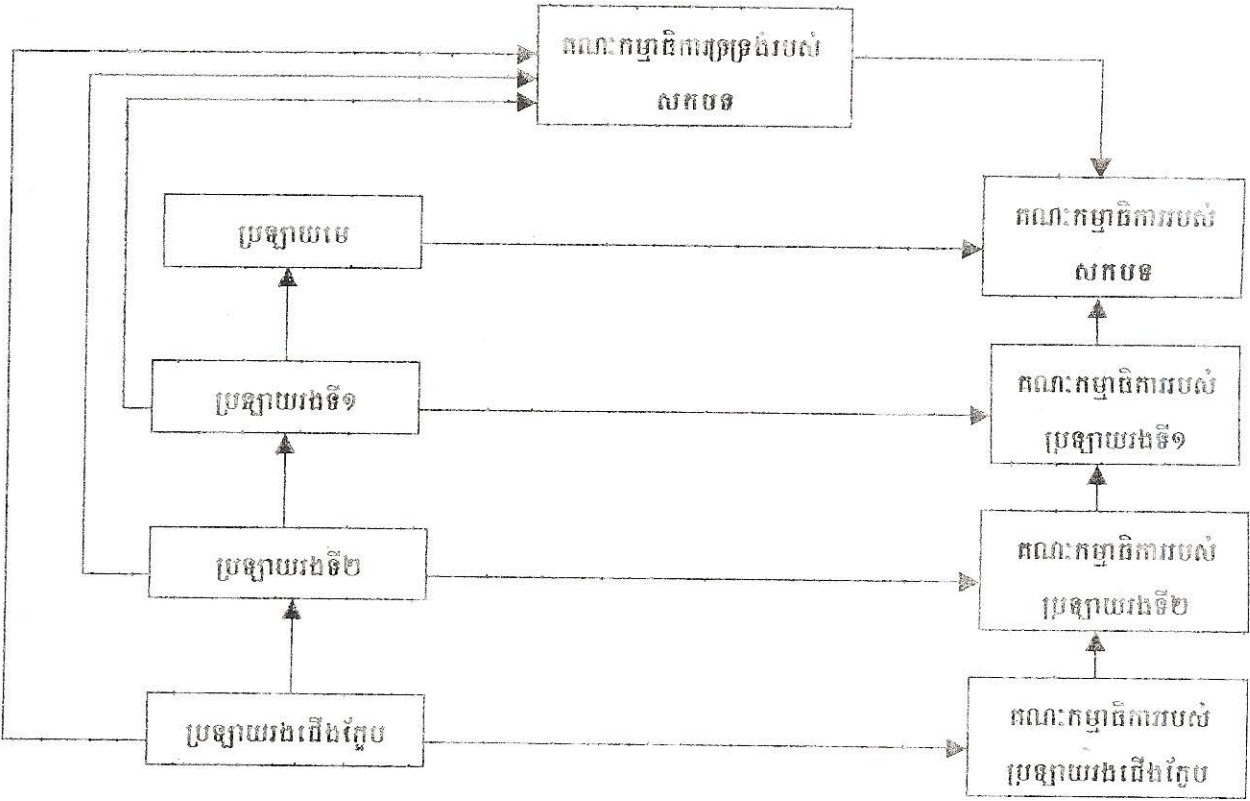 គណៈកម្មាធិការទ្រទ្រង់របស់
សកបទ
ប្រឡាយមេ
គណៈកម្មាធិការរបស់
សកបទ
ប្រឡាយរងទី១
គណៈកម្មាធិការរបស់
ប្រឡាយរងទី១
ប្រឡាយរងទី២
គណៈកម្មាធិការរបស់
ប្រឡាយរងទី២
ប្រឡាយរងជើងក្អែប
គណៈកម្មាធិការរបស់
ប្រឡាយរងជើងក្អែប